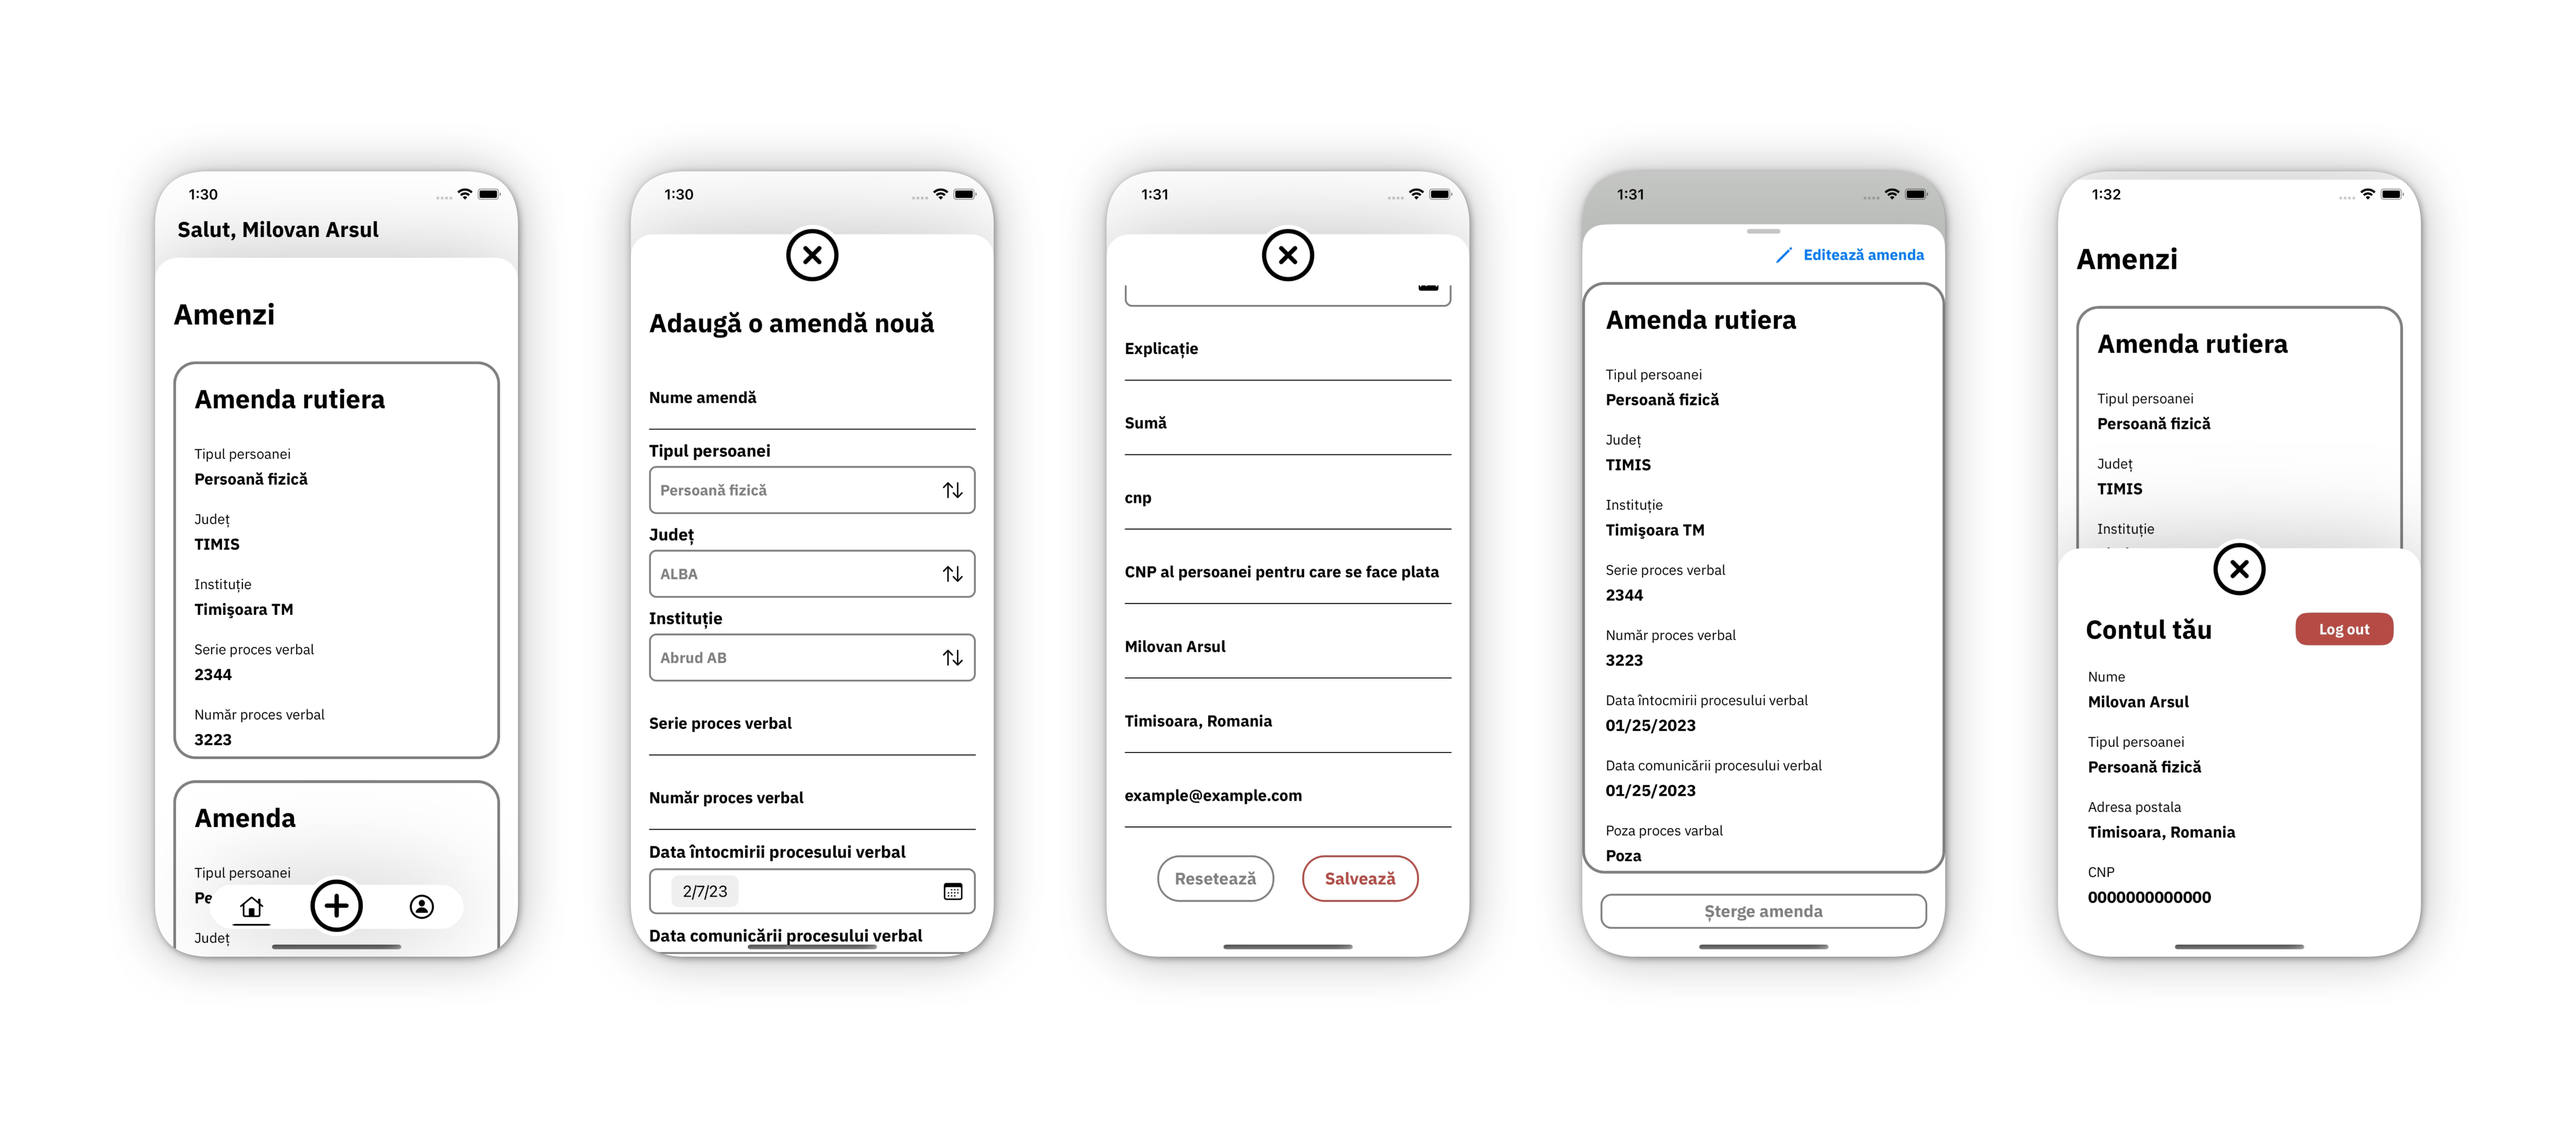 1:30
Salut, Milovan Arsul
Amenzi
Amenda rutiera
Tipul persoanei
Persoană fizică
Județ
TIMIS
Instituție
Timişoara TM
Serie proces verbal
2344
Număr proces verbal
3223
Amenda
Tipul persoanei
Pe
Județ
1:30
Adaugă o amendă nouă
Nume amendă
Tipul persoanei
Persoană fizică
Județ
ALBA
Instituție
Abrud AB
Serie proces verbal
Număr proces verbal
Data întocmirii procesului verbal
2/7/23
Data comunicării procesului verbal
1:31
Explicație
Sumă
cnp
CNP al persoanei pentru care se face plata
Milovan Arsul
Timisoara, Romania
example@example.com
Resetează
Salvează
1:31
Editează amenda
Amenda rutiera
Tipul persoanei
Persoană fizică
Județ
TIMIS
Instituție
Timişoara TM
Serie proces verbal
2344
Număr proces verbal
3223
Data întocmirii procesului verbal
01/25/2023
Data comunicării procesului verbal
01/25/2023
Poza proces varbal
Poza
Șterge amenda
1:32
Amenzi
Amenda rutiera
Tipul persoanei
Persoană fizică
Județ
TIMIS
Instituție
Contul tău
Log out
Nume
Milovan Arsul
Tipul persoanei
Persoană fizică
Adresa postala
Timisoara, Romania
CNP
0000000000000